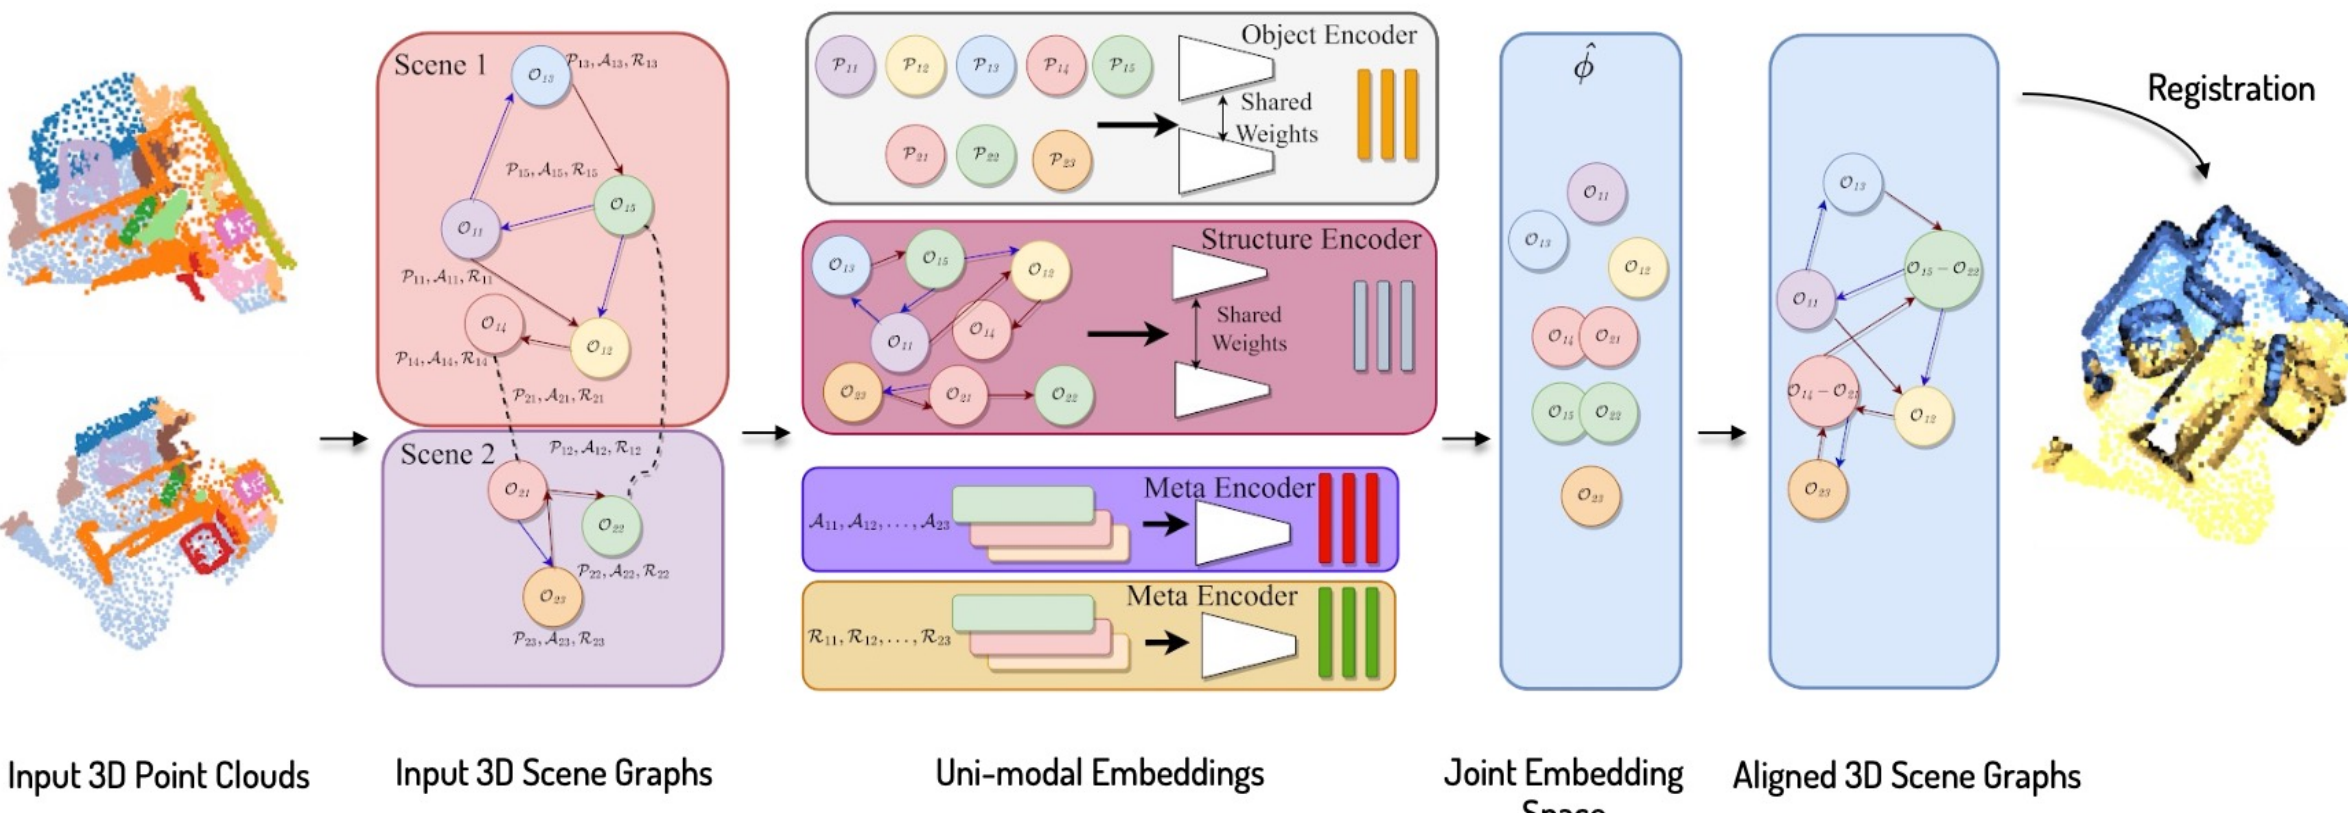 Scene 1
O13
P13, A13, R13
P15, A15, R15
O15
O11
P11, A11, R11
O14
O12
P14, A14, R14
P21, A21, R21
Scene 2
P12, A12, R12
O21
O22
P22, A22, R22
O23
P23, A23, R23
Object Encoder
P11 P12 P13 P14 P15
P21 P22 P23
Shared
Weights
Structure Encoder
O13 O15 O12
O11 O14
O23 O21 O22
Shared
Weights
Meta Encoder
A11, A12, ..., A23
Meta Encoder
R11, R12, ..., R23
ϕ̂
O11
O13
O12
O14 O21
O15 O22
O23
O13
O15 − O22
O11
O14 − O21
O12
O23
Registration
Input 3D Point Clouds
Input 3D Scene Graphs
Uni-modal Embeddings
Joint Embedding
Space
Aligned 3D Scene Graphs